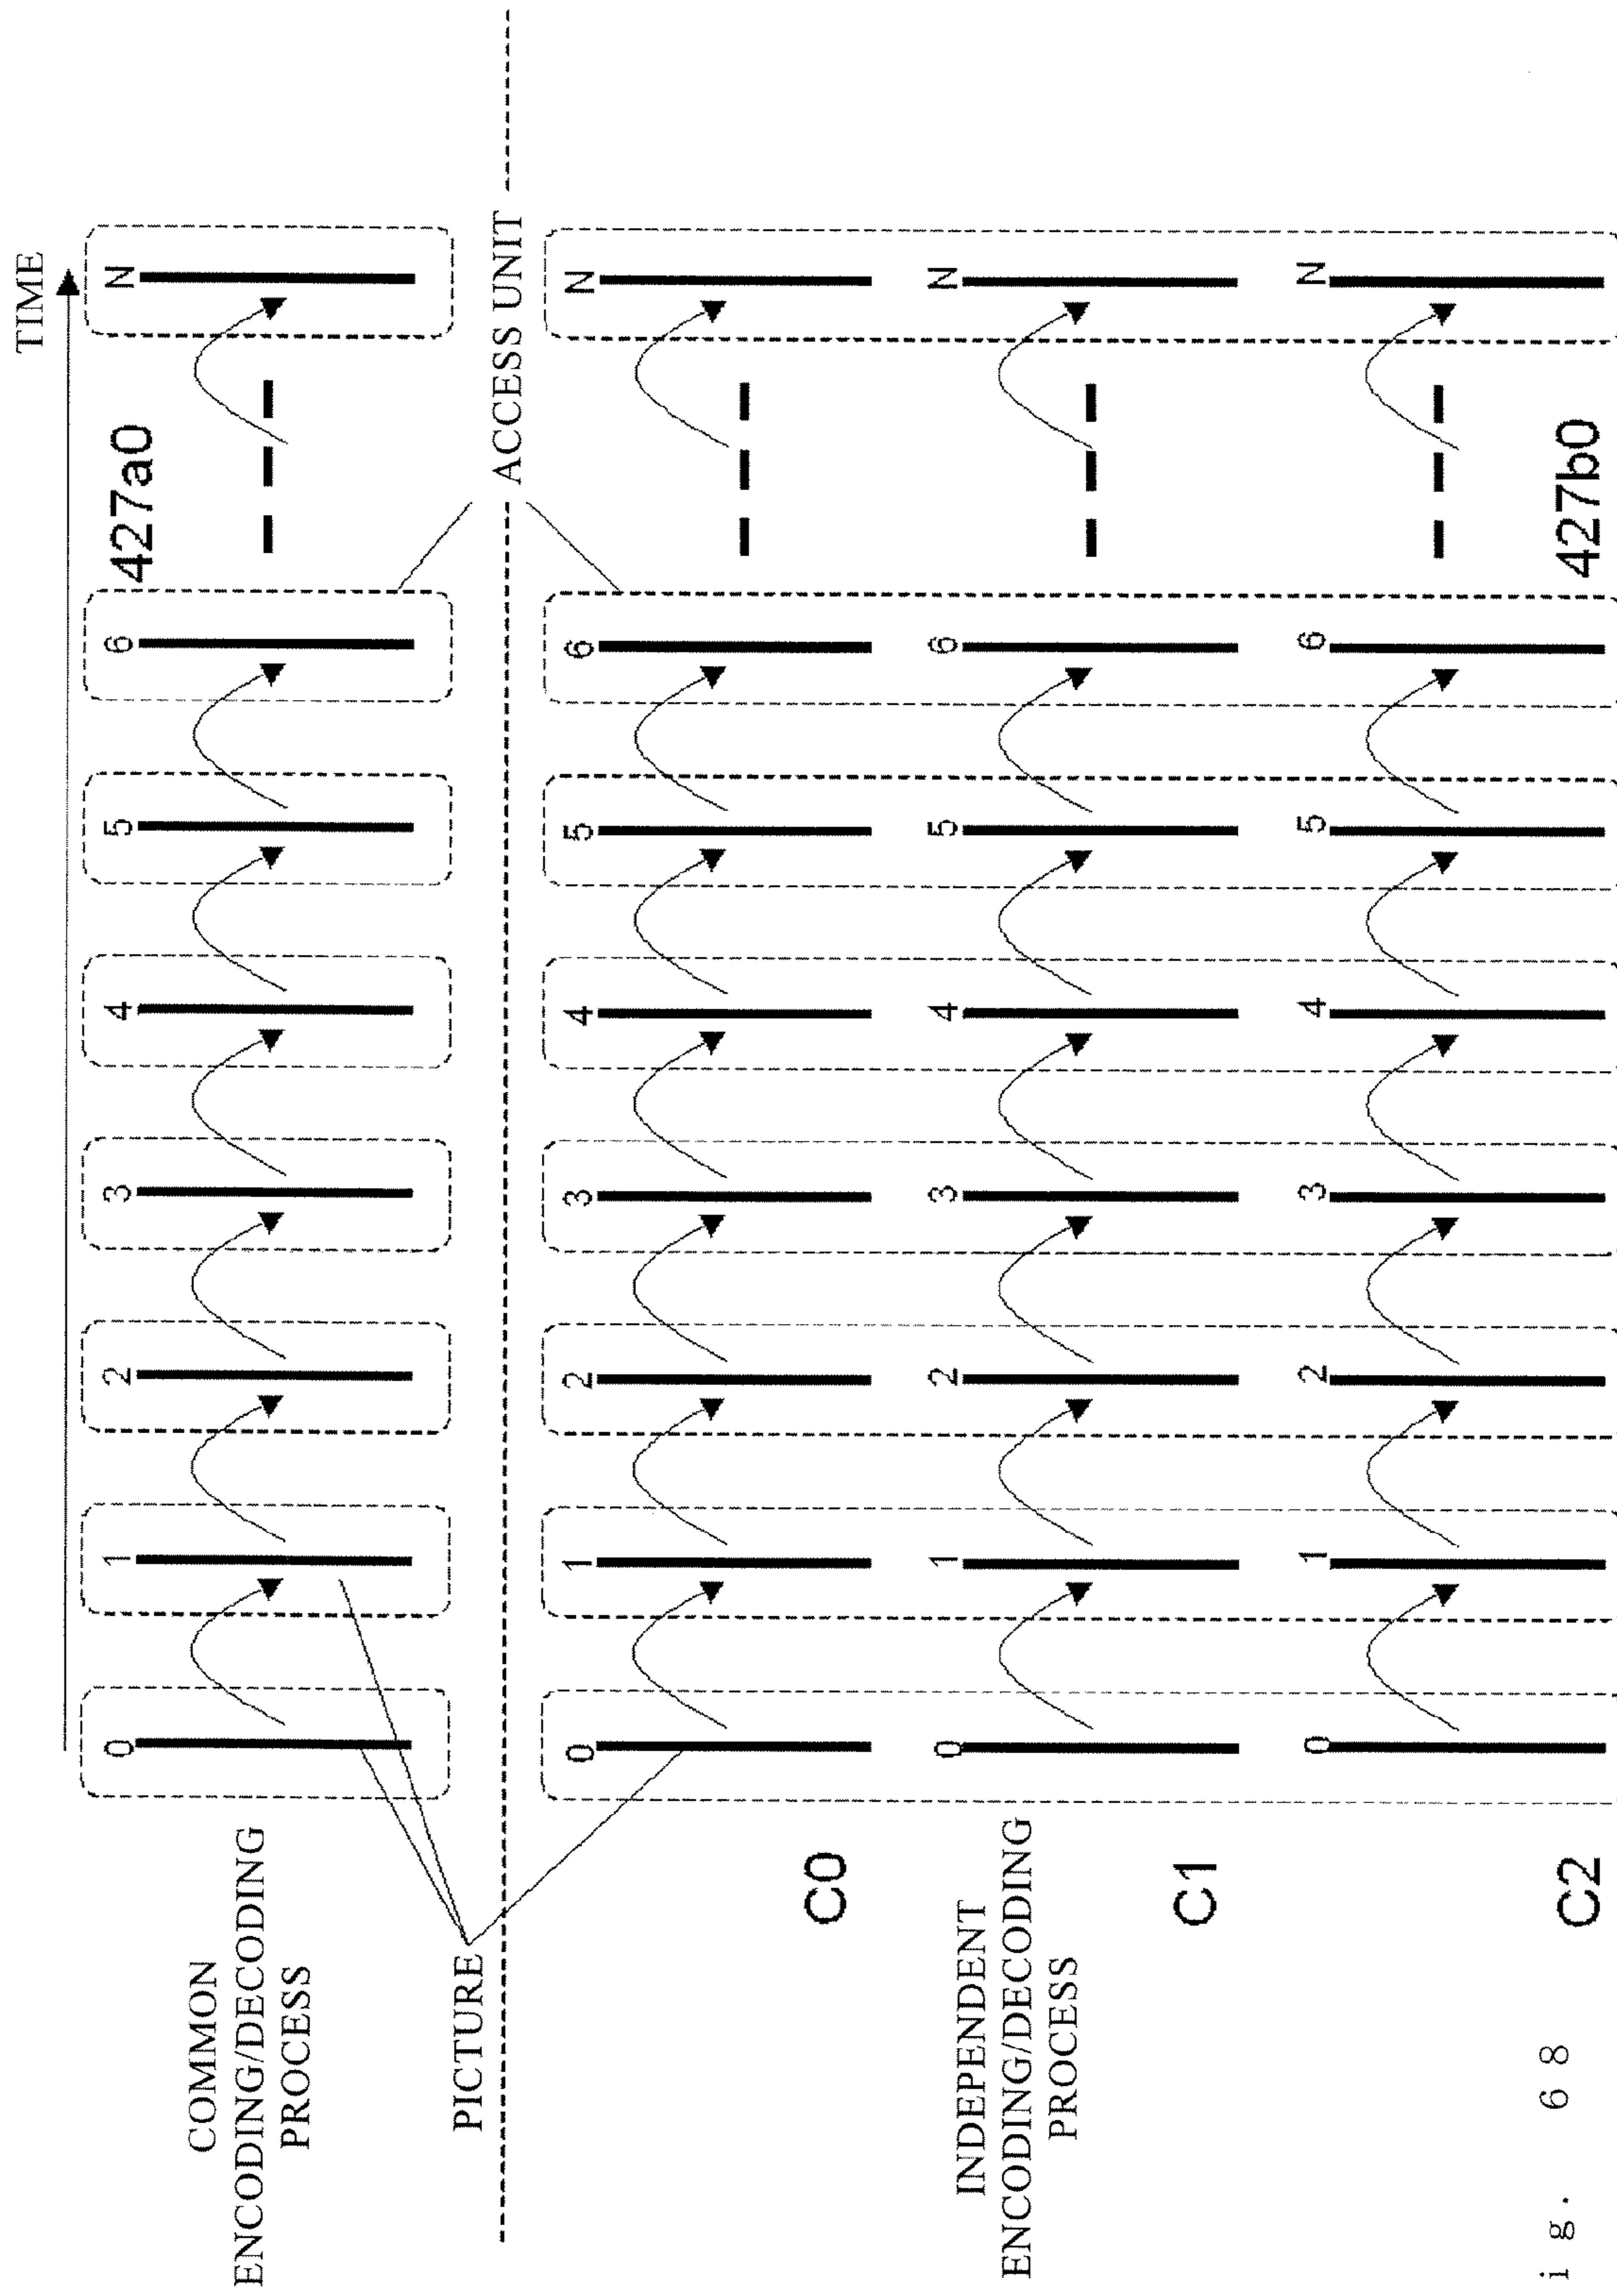 TIME
0 1 2 3 4 5 6 427a0 N
COMMON
ENCODING/DECODING
PROCESS
PICTURE
ACCESS UNIT
0 1 2 3 4 5 6 N
C0
0 1 2 3 4 5 6 N
INDEPENDENT
ENCODING/DECODING
PROCESS
C1
0 1 2 3 4 5 6 N
C2
427b0
ig. 68